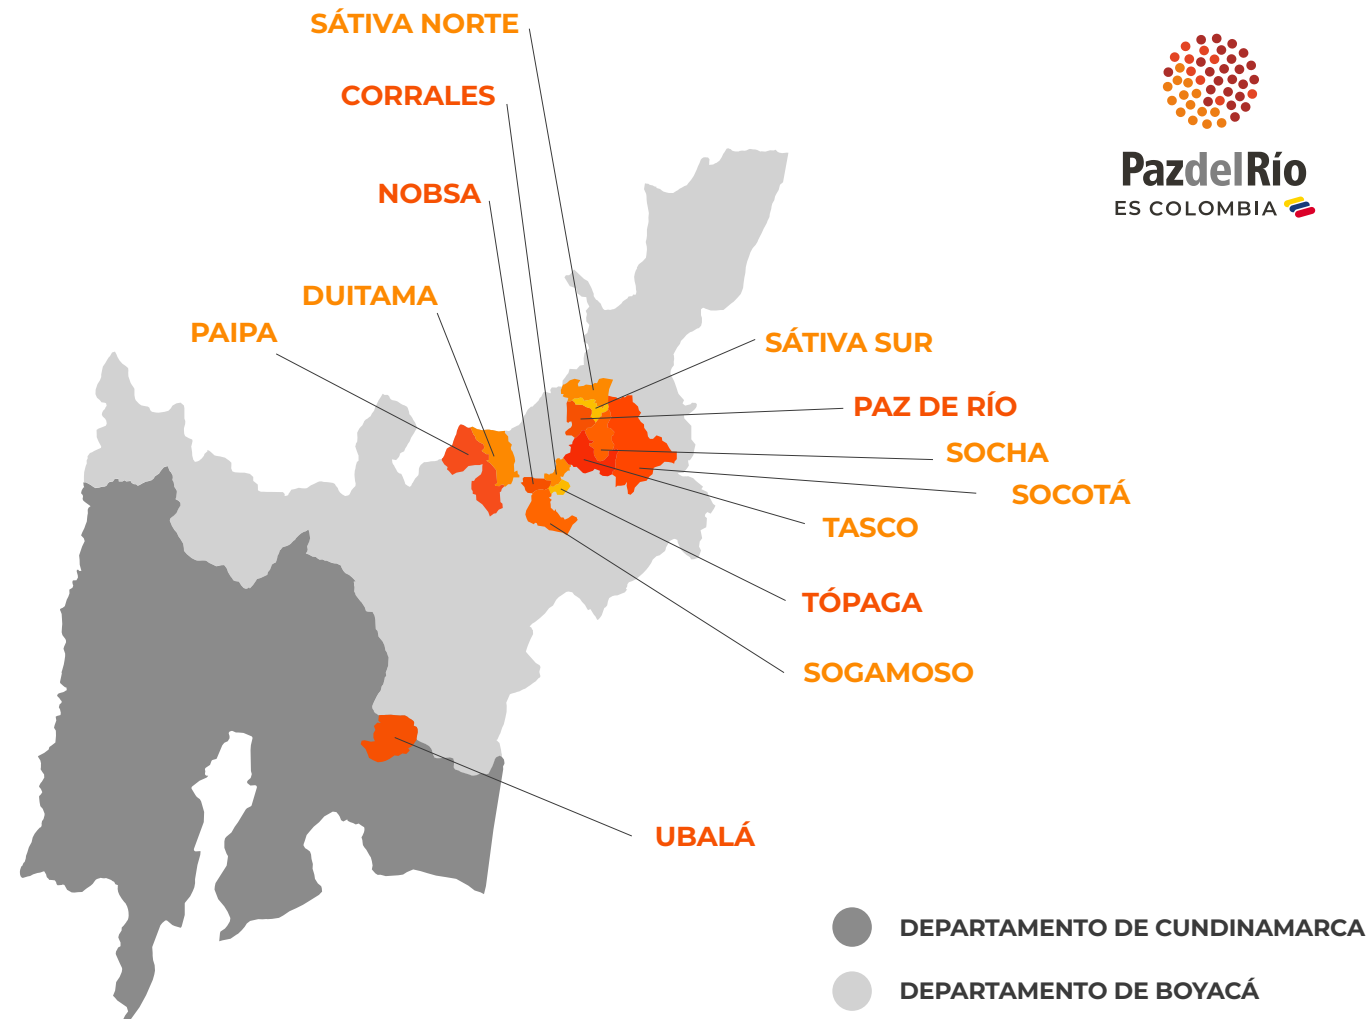 SÁTIVA NORTE
CORRALES
NOBSA
DUITAMA
PAIPA
PazdelRío
ES COLOMBIA
SÁTIVA SUR
PAZ DE RÍO
SOCHA
SOCOTÁ
TASCO
TÓPAGA
SOGAMOSO
UBALÁ
DEPARTAMENTO DE CUNDINAMARCA
DEPARTAMENTO DE BOYACÁ